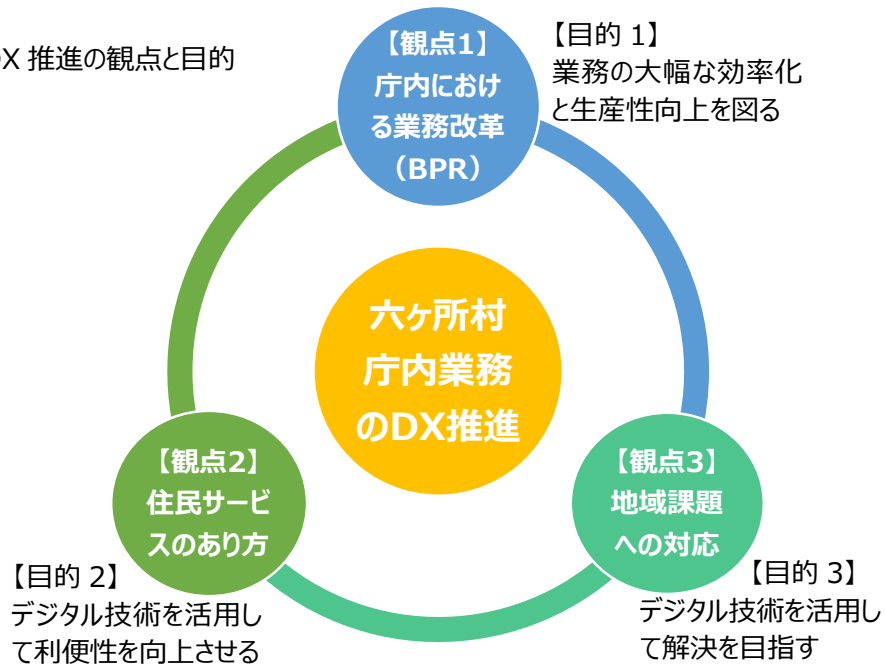 X 推進の観点と目的
【観点1】
庁内におけ
る業務改革
（BPR）
【目的 1】
業務の大幅な効率化
と生産性向上を図る
六ヶ所村
庁内業務
のDX推進
【観点2】
住民サービ
スのあり方
【目的 2】
デジタル技術を活用し
て利便性を向上させる
【観点3】
地域課題
への対応
【目的 3】
デジタル技術を活用し
て解決を目指す